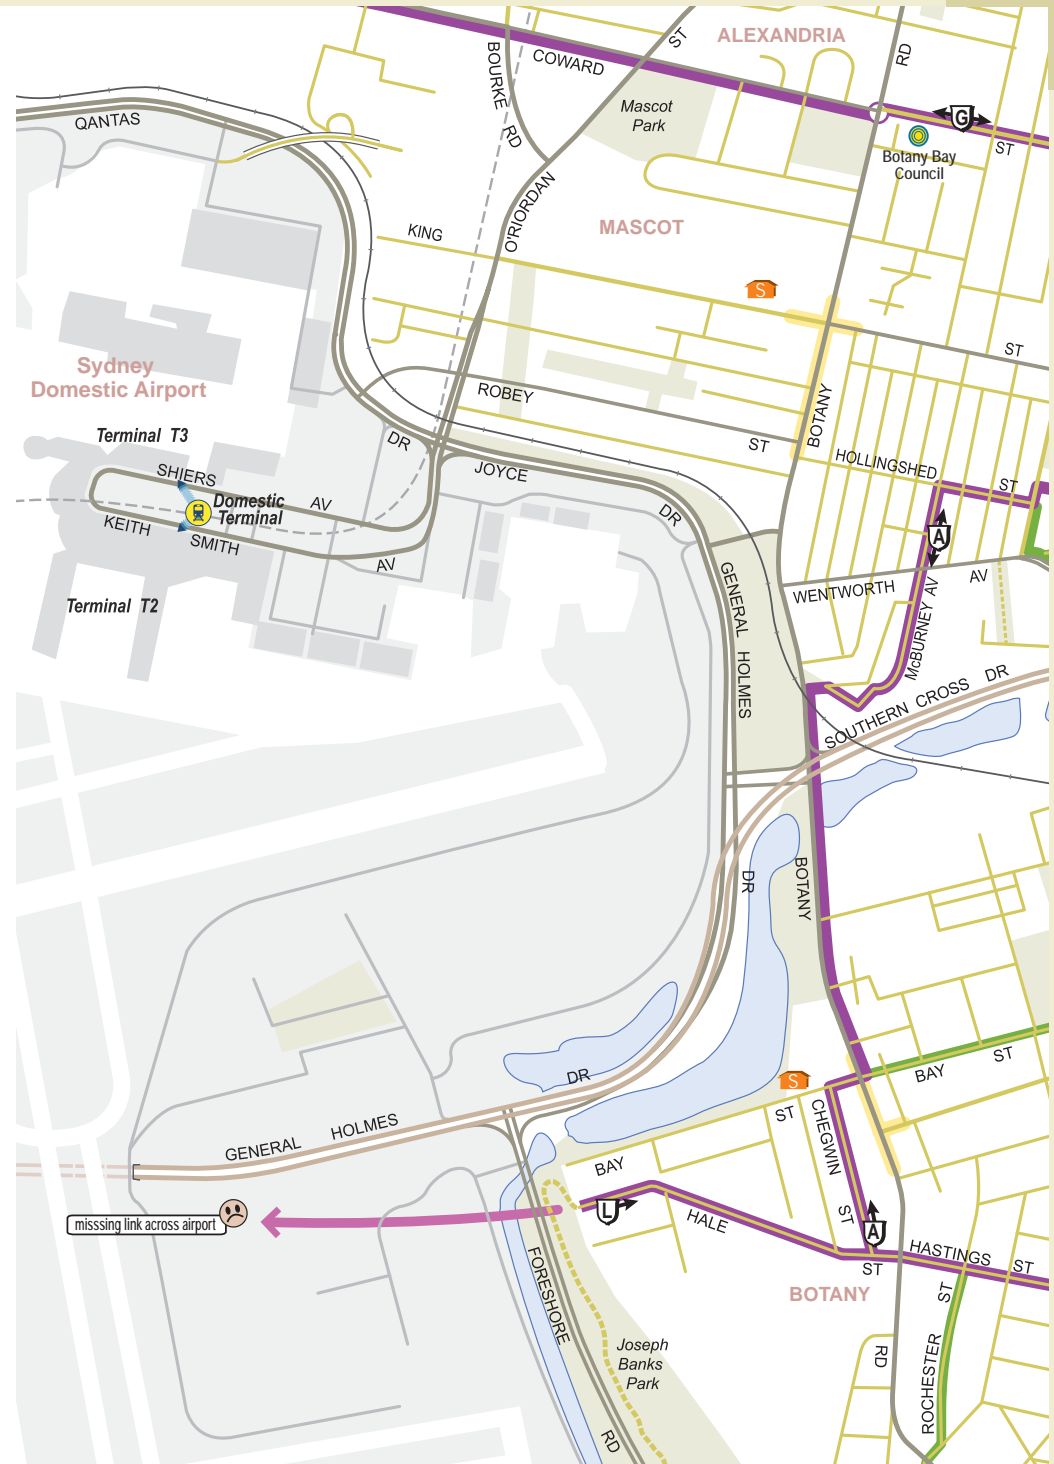 ALEXANDRIA
ST
RD
BOURKE
RD
COWARD
QANTAS
Mascot
Park
G
ST
Botany Bay
Council
O'RIORDAN
KING
MASCOT
S
ST
Sydney
Domestic Airport
ROBEY
ST
BOTANY
DR
JOYCE
DR
HOLLINGSHED
ST
Terminal T3
SHIERS
AV
Domestic
Terminal
KEITH
SMITH
AV
A
WENTWORTH
AV
Terminal T2
GENERAL
HOLMES
McBURNEY AV
SOUTHERN CROSS DR
DR
BOTANY
ST
BAY
S
DR
GENERAL HOLMES
ST
CHEGWIN
ST
BAY
misssing link across airport
L
HALE
A
ST
HASTINGS
ST
BOTANY
FORESHORE
RD
Joseph
Banks
Park
RD
ROCHESTER
ST